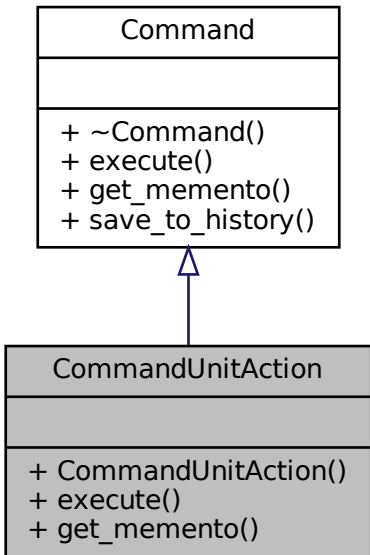 Command
+ ~Command()
+ execute()
+ get_memento()
+ save_to_history()
CommandUnitAction
+ CommandUnitAction()
+ execute()
+ get_memento()